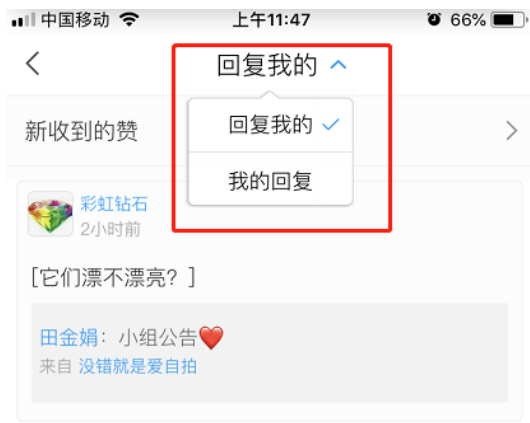 中国移动 上午11:47 66%
回复我的
回复我的
新收到的赞
我的回复
彩虹钻石
2小时前
[它们漂不漂亮？]
田金娟：小组公告❤️
来自 没错就是爱自拍